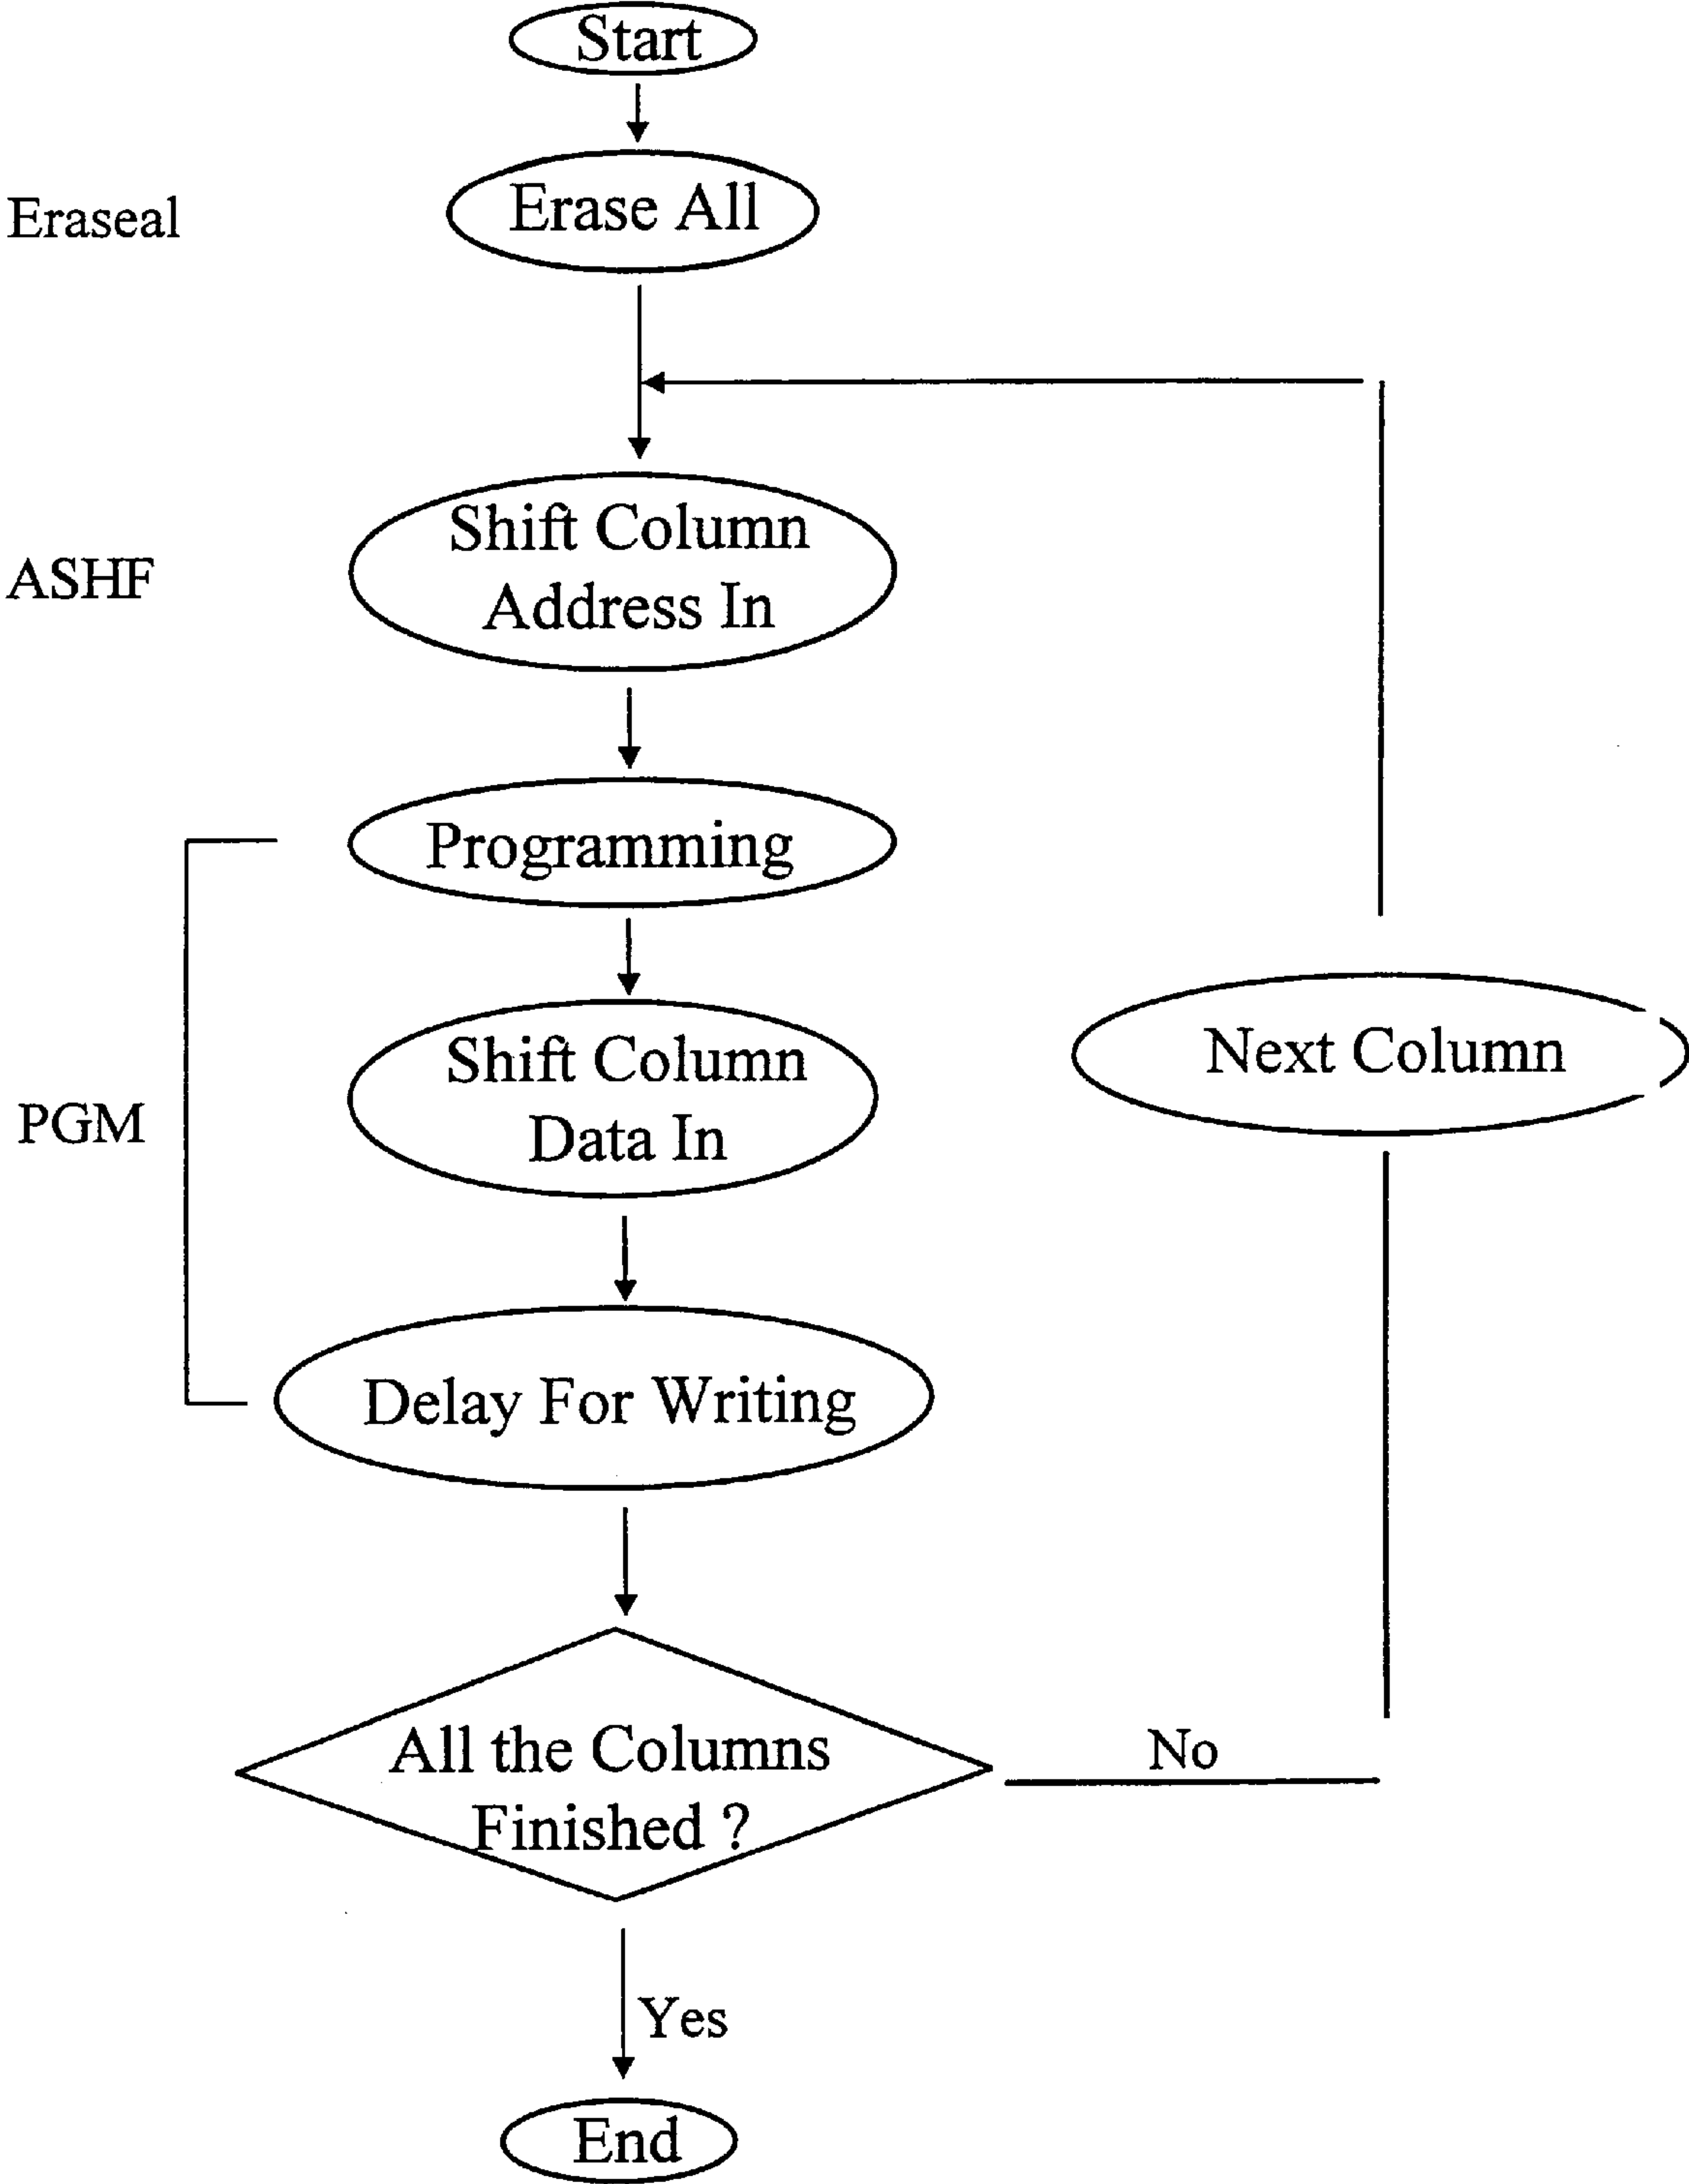 Start
Eraseal
Erase All
Shift Column
Address In
ASHF
Programming
Shift Column
Data In
PGM
Next Column
Delay For Writing
All the Columns
Finished ?
No
Yes
End